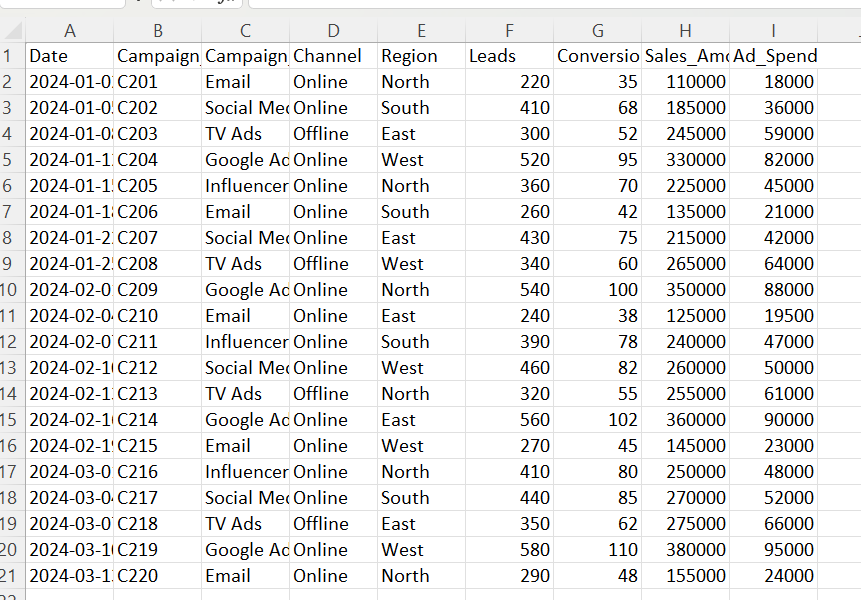 A B C D E F G H I
1 Date Campaign Campaign Channel Region Leads Conversio Sales_Amo Ad_Spend
2 2024-01-0 C201 Email Online North 220 35 110000 18000
3 2024-01-0 C202 Social Med Online South 410 68 185000 36000
4 2024-01-0 C203 TV Ads Offline East 300 52 245000 59000
5 2024-01-1 C204 Google Ad Online West 520 95 330000 82000
6 2024-01-1 C205 Influencer Online North 360 70 225000 45000
7 2024-01-1 C206 Email Online South 260 42 135000 21000
8 2024-01-2 C207 Social Med Online East 430 75 215000 42000
9 2024-01-2 C208 TV Ads Offline West 340 60 265000 64000
10 2024-02-0 C209 Google Ad Online North 540 100 350000 88000
11 2024-02-0 C210 Email Online East 240 38 125000 19500
12 2024-02-0 C211 Influencer Online South 390 78 240000 47000
13 2024-02-1 C212 Social Med Online West 460 82 260000 50000
14 2024-02-1 C213 TV Ads Offline North 320 55 255000 61000
15 2024-02-1 C214 Google Ad Online East 560 102 360000 90000
16 2024-02-1 C215 Email Online West 270 45 145000 23000
17 2024-03-0 C216 Influencer Online North 410 80 250000 48000
18 2024-03-0 C217 Social Med Online South 440 85 270000 52000
19 2024-03-0 C218 TV Ads Offline East 350 62 275000 66000
20 2024-03-1 C219 Google Ad Online West 580 110 380000 95000
21 2024-03-1 C220 Email Online North 290 48 155000 24000